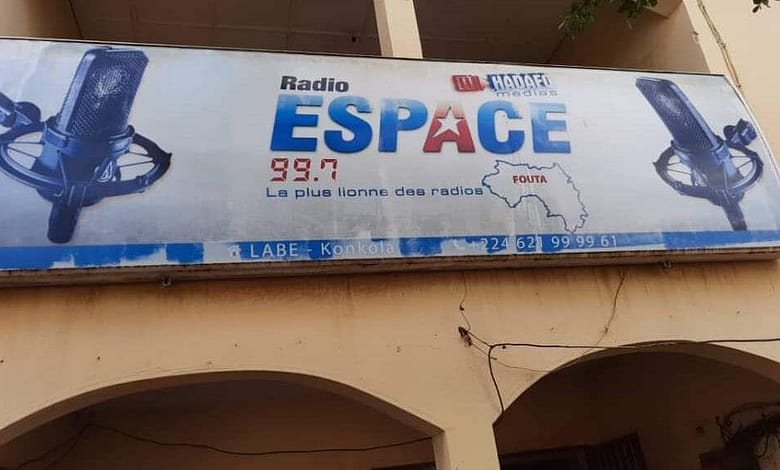 Radio
HADAFO
médias
ESPACE
99.7
La plus lionne des radios
FOUTA
LABE - Konkola
+224 621 99 99 61